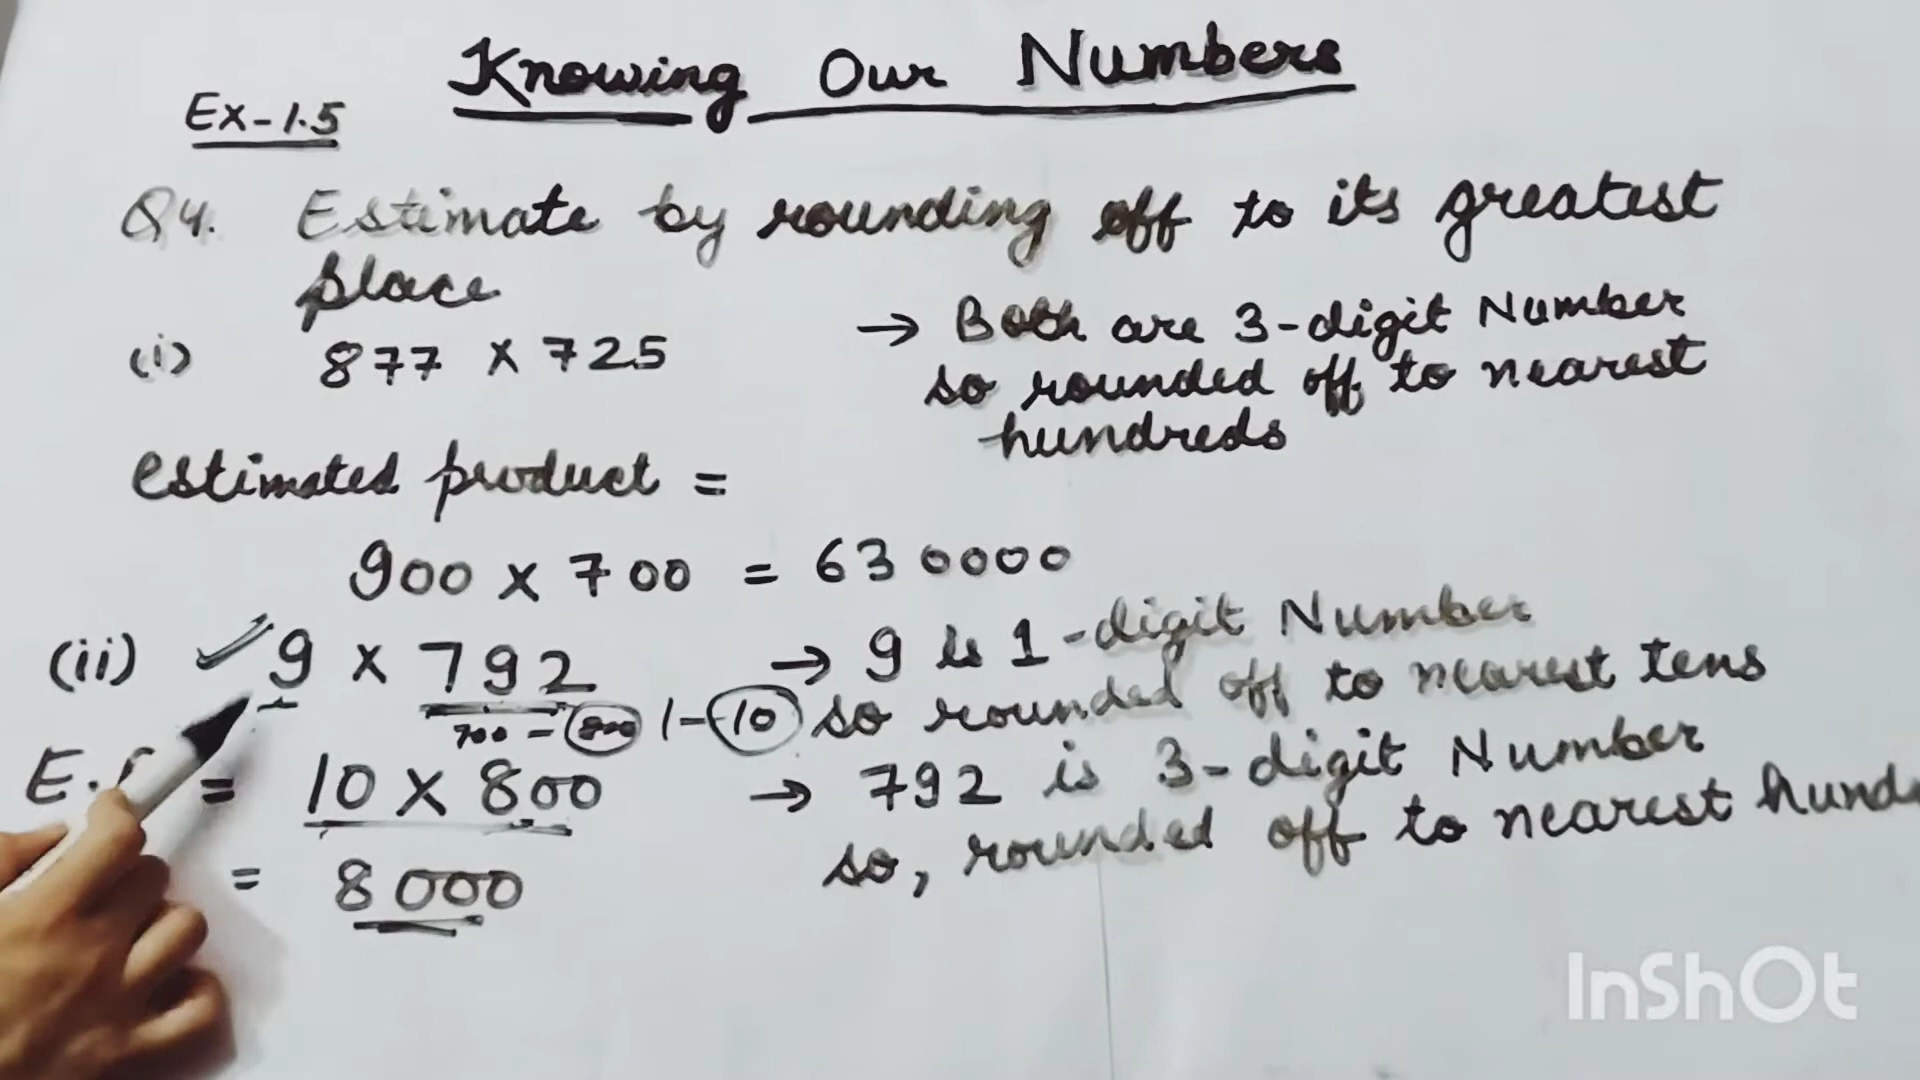 Knowing Our Numbers
Ex-1.5
Q4. Estimate by rounding off to its greatest
place
(i) 877 x 725
→ Both are 3-digit Number
so rounded off to nearest
hundreds
estimated product =
900 x 700 = 630000
(ii) 9 x 792
→ 9 is 1-digit Number
so rounded off to nearest tens
700 - 800 1-10
E. = 10 x 800
→ 792 is 3-digit Number
so, rounded off to nearest hund
= 8000
InShOt